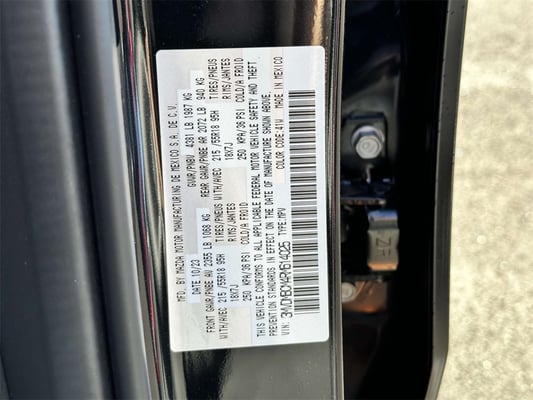 MFD. BY MAZDA MOTOR MANUFACTURING DE MEXICO S.A. DE C.V.
DATE 10/23 GVWR/PNBV 4381 LB 1987 KG
FRONT GAWR/PNBE AV 2355 LB 1068 KG REAR GAWR/PNBE AR 2072 LB 940 KG
WITH/AVEC 215/55R18 95H TIRES/PNEUS WITH/AVEC 215/55R18 95H TIRES/PNEUS
18X7J RIMS/JANTES 18X7J RIMS/JANTES
250 KPA/36 PSI COLD/A FROID 250 KPA/36 PSI COLD/A FROID
THIS VEHICLE CONFORMS TO ALL APPLICABLE FEDERAL MOTOR VEHICLE SAFETY AND THEFT
PREVENTION STANDARDS IN EFFECT ON THE DATE OF MANUFACTURE SHOWN ABOVE.
VIN: TYPE:MPV COLOR CODE:41W MADE IN MEXICO